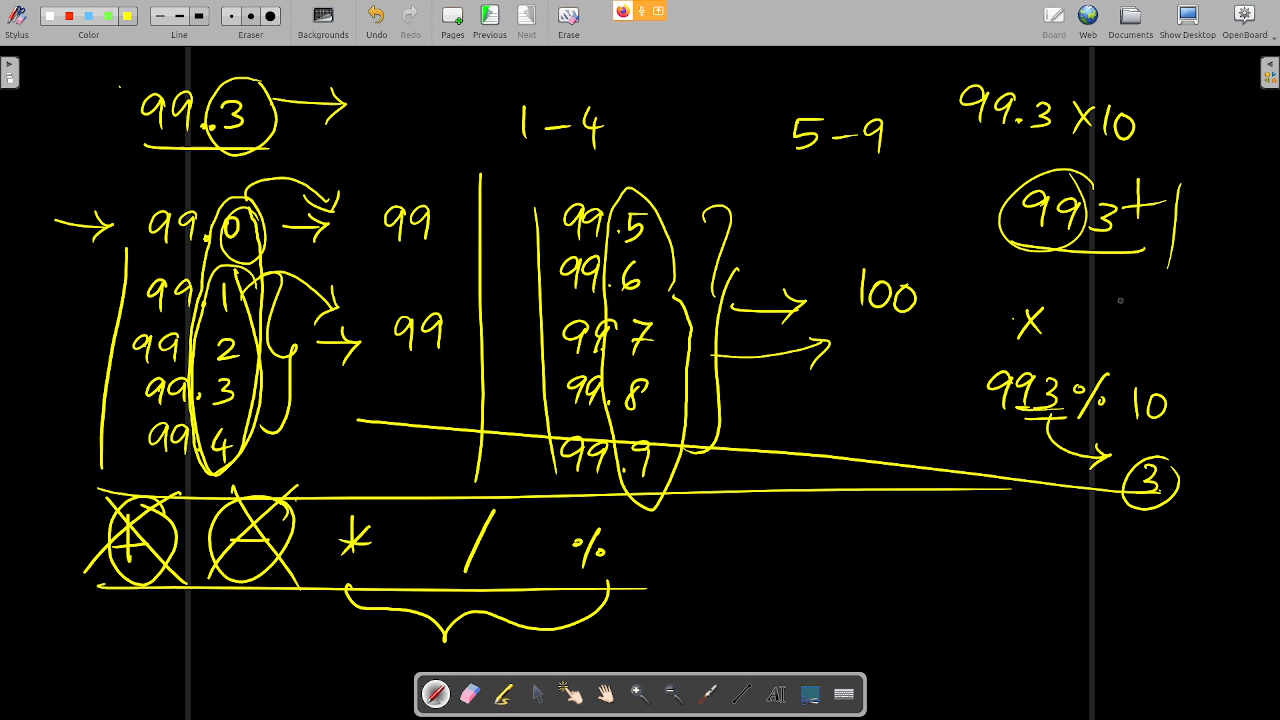 Stylus Color Line Eraser Backgrounds Undo Redo Pages Previous Next Erase Board Web Documents Show Desktop OpenBoard
99.3 → 1 - 4 5 - 9 99.3 × 10
→ 99.0 → 99 99.5 993 +
99 1 99.6 100
99 2 → 99 99.7 x
99.3 99.8 993 % 10
99 4 99.9 3
+ - * / %
AI